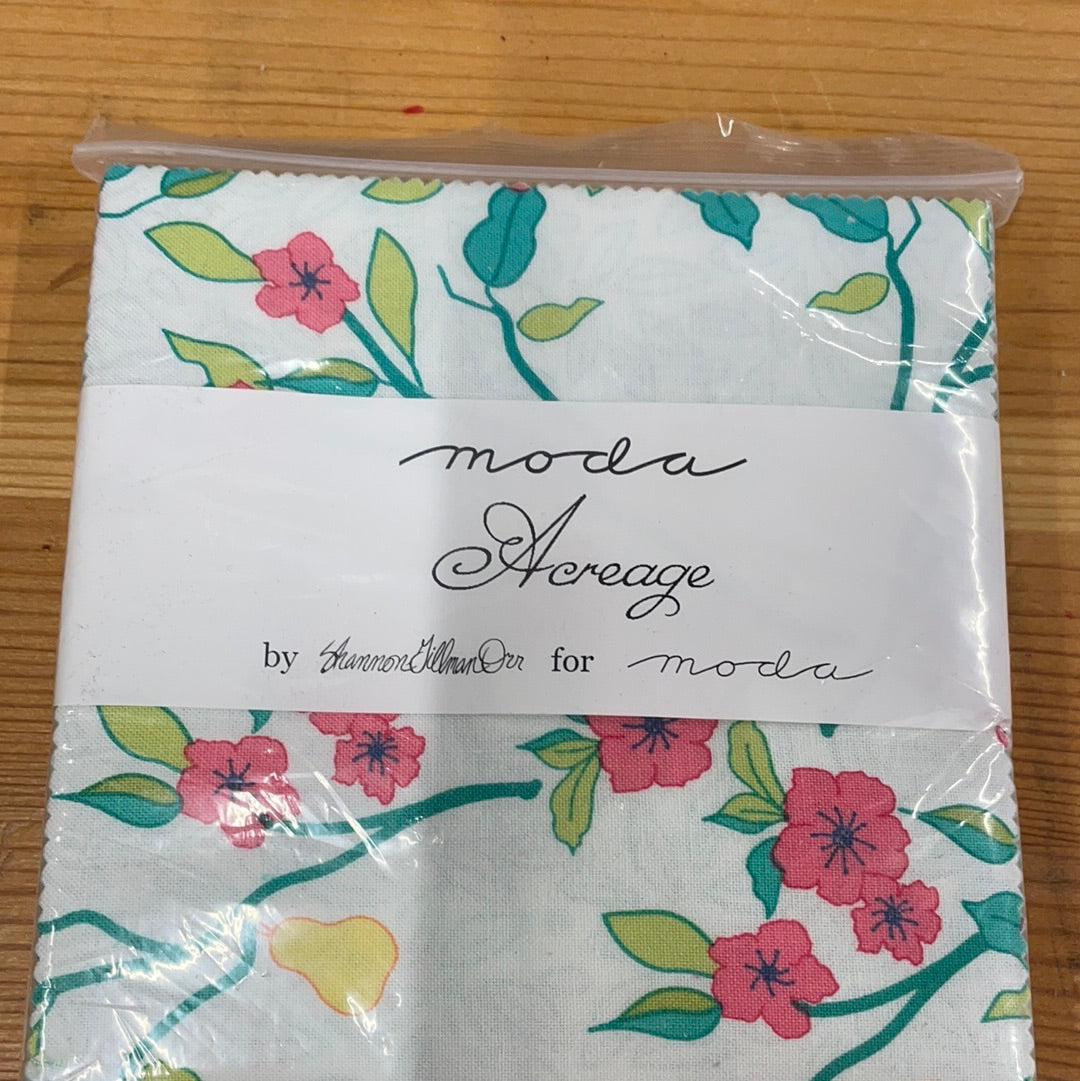 moda
Acreage
by Shannon Gillman Orr for moda